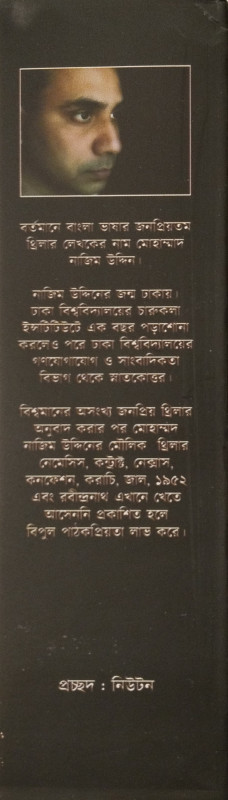 বর্তমানে বাংলা ভাষার জনপ্রিয়তম
থ্রিলার লেখকের নাম মোহাম্মাদ
নাজিম উদ্দিন।
নাজিম উদ্দিনের জন্ম ঢাকায়।
ঢাকা বিশ্ববিদ্যালয়ের চারুকলা
ইন্সটিটিউটে এক বছর পড়াশোনা
করলেও পরে ঢাকা বিশ্ববিদ্যালয়ের
গণযোগাযোগ ও সাংবাদিকতা
বিভাগ থেকে স্নাতকোত্তর।
বিশ্বমানের অসংখ্য জনপ্রিয় থ্রিলার
অনুবাদ করার পর মোহাম্মদ
নাজিম উদ্দিনের মৌলিক থ্রিলার
নেমেসিস, কন্ট্রাক্ট, নেক্সাস,
কনফেশন, করাচি, জাল, ১৯৫২
এবং রবীন্দ্রনাথ এখানে খেতে
আসেননি প্রকাশিত হলে
বিপুল পাঠকপ্রিয়তা লাভ করে।
প্রচ্ছদ : নিউটন